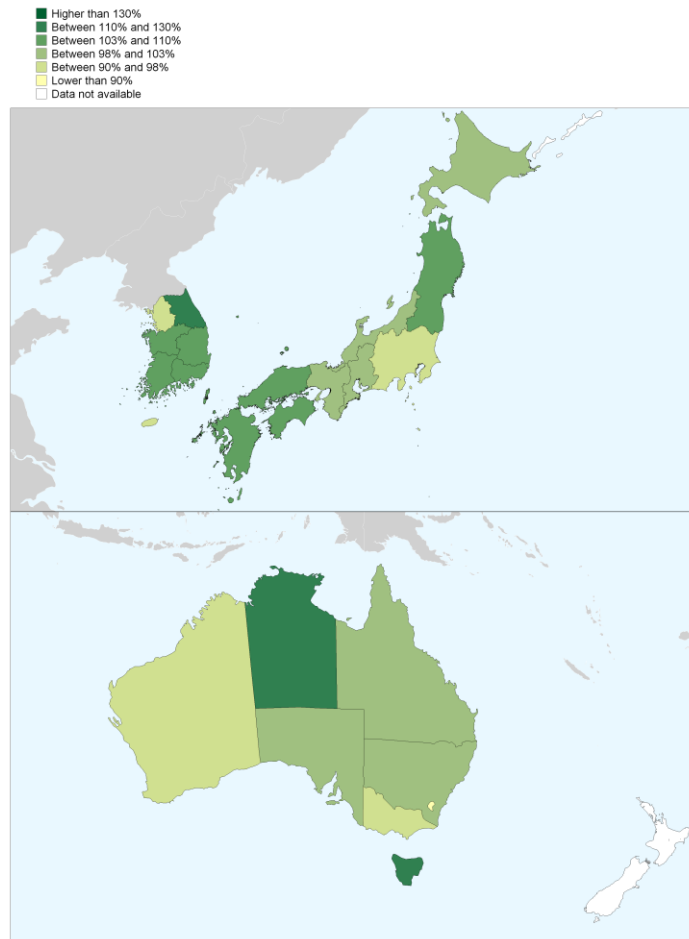 Higher than 130%
Between 110% and 130%
Between 103% and 110%
Between 98% and 103%
Between 90% and 98%
Lower than 90%
Data not available